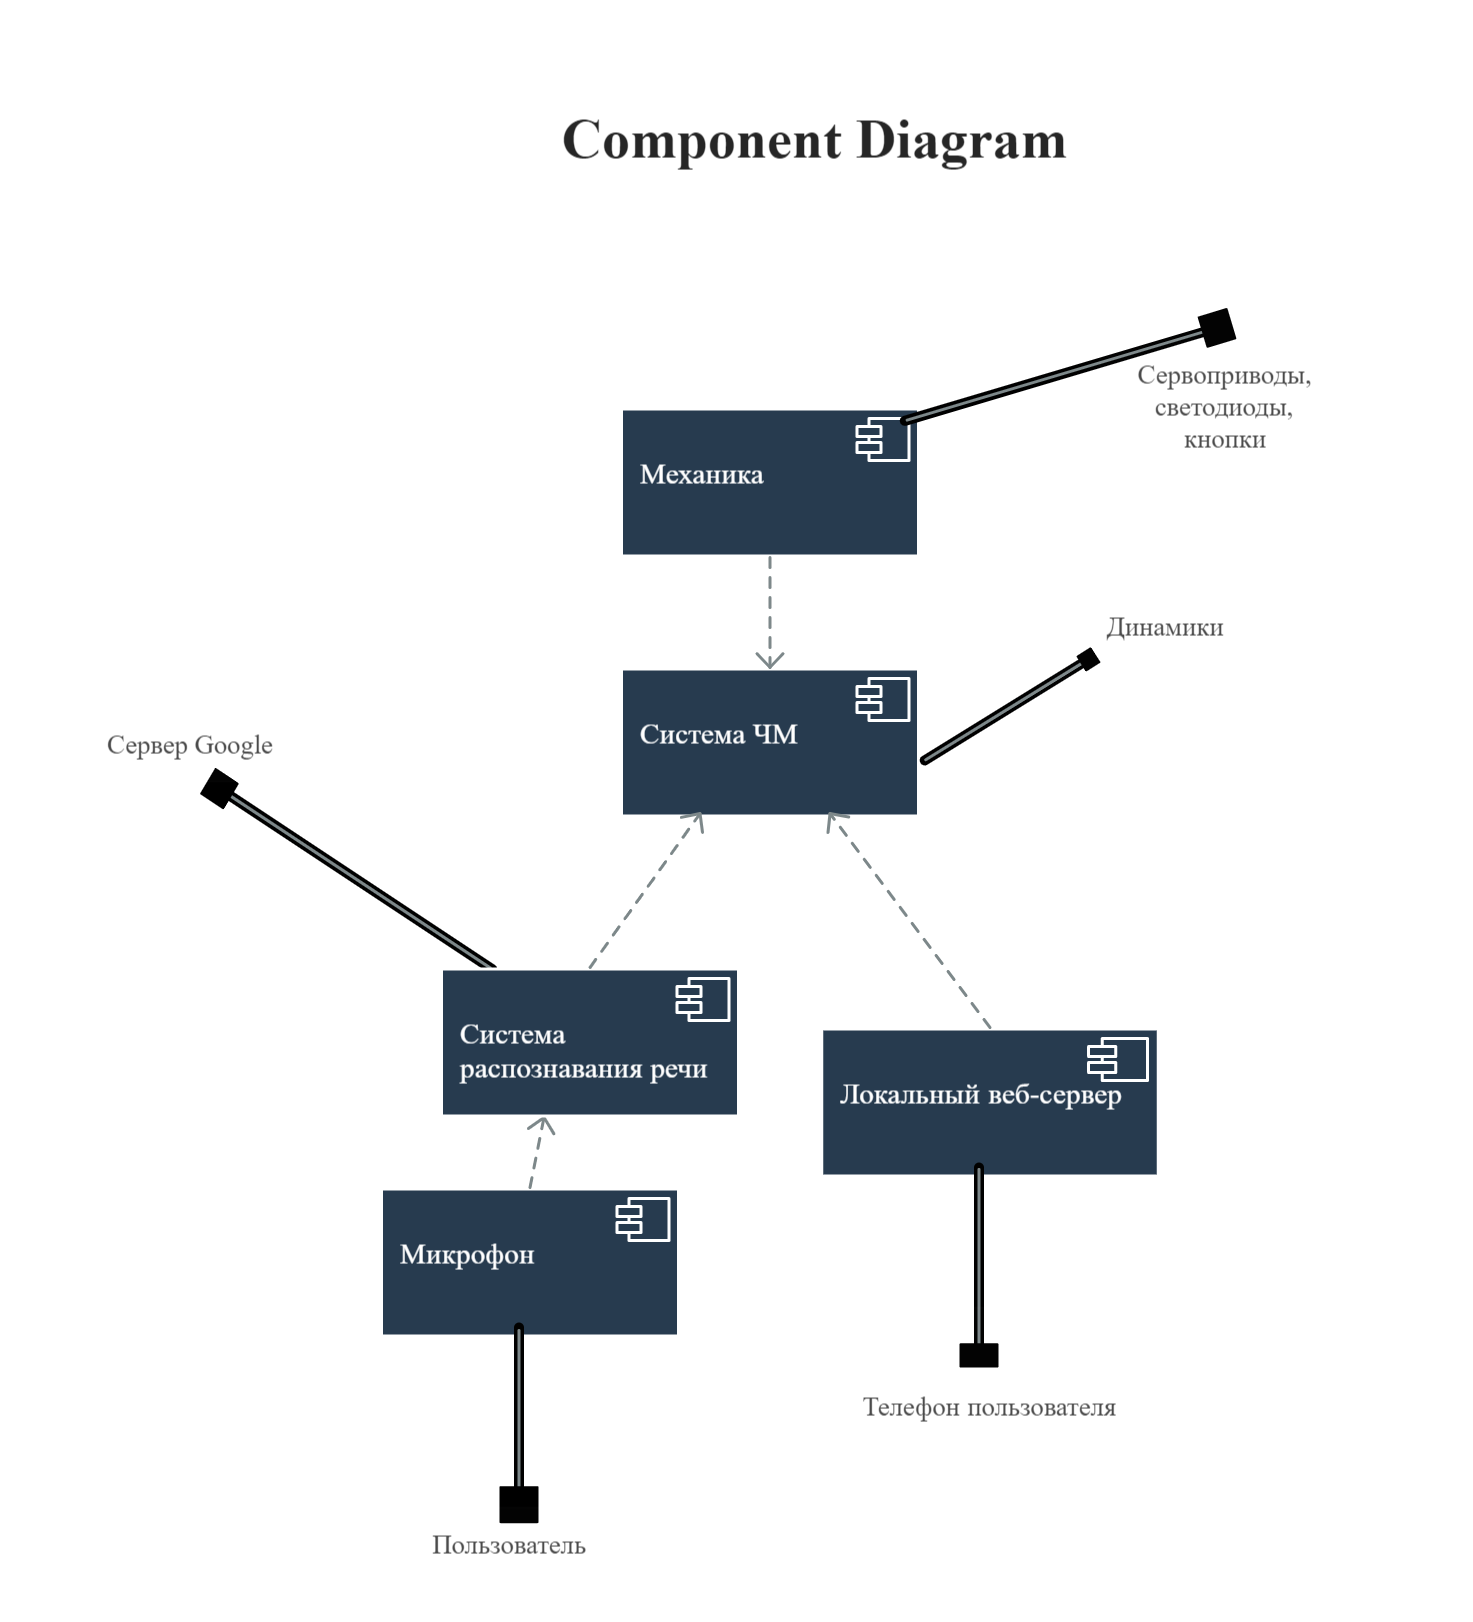 Component Diagram
Сервоприводы,
светодиоды,
кнопки
Механика
Динамики
Система ЧМ
Сервер Google
Система
распознавания речи
Локальный веб-сервер
Микрофон
Телефон пользователя
Пользователь